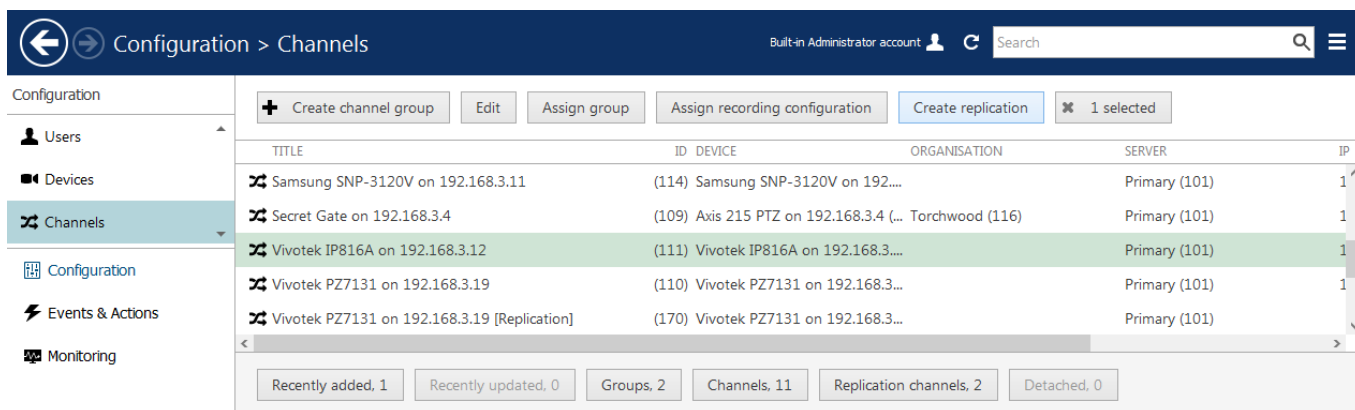 Configuration > Channels
Built-in Administrator account
Search
Configuration
Users
Devices
Channels
Configuration
Events & Actions
Monitoring
Create channel group Edit Assign group Assign recording configuration Create replication 1 selected
TITLE ID DEVICE ORGANISATION SERVER IP
Samsung SNP-3120V on 192.168.3.11 (114) Samsung SNP-3120V on 192.... Primary (101) 1
Secret Gate on 192.168.3.4 (109) Axis 215 PTZ on 192.168.3.4 (... Torchwood (116) Primary (101) 1
Vivotek IP816A on 192.168.3.12 (111) Vivotek IP816A on 192.168.3.... Primary (101) 1
Vivotek PZ7131 on 192.168.3.19 (110) Vivotek PZ7131 on 192.168.3... Primary (101) 1
Vivotek PZ7131 on 192.168.3.19 [Replication] (170) Vivotek PZ7131 on 192.168.3... Primary (101)
Recently added, 1 Recently updated, 0 Groups, 2 Channels, 11 Replication channels, 2 Detached, 0